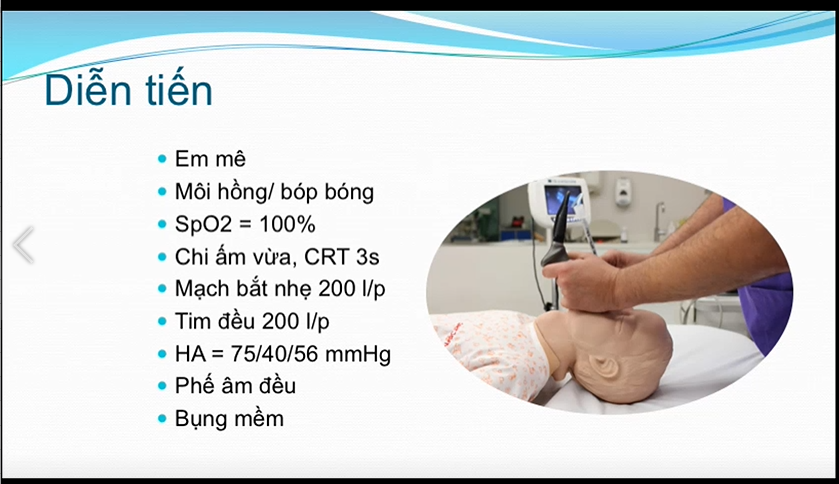 Diễn tiến
Em mê
Môi hồng/ bóp bóng
SpO2 = 100%
Chi ấm vừa, CRT 3s
Mạch bắt nhẹ 200 l/p
Tim đều 200 l/p
HA = 75/40/56 mmHg
Phế âm đều
Bụng mềm